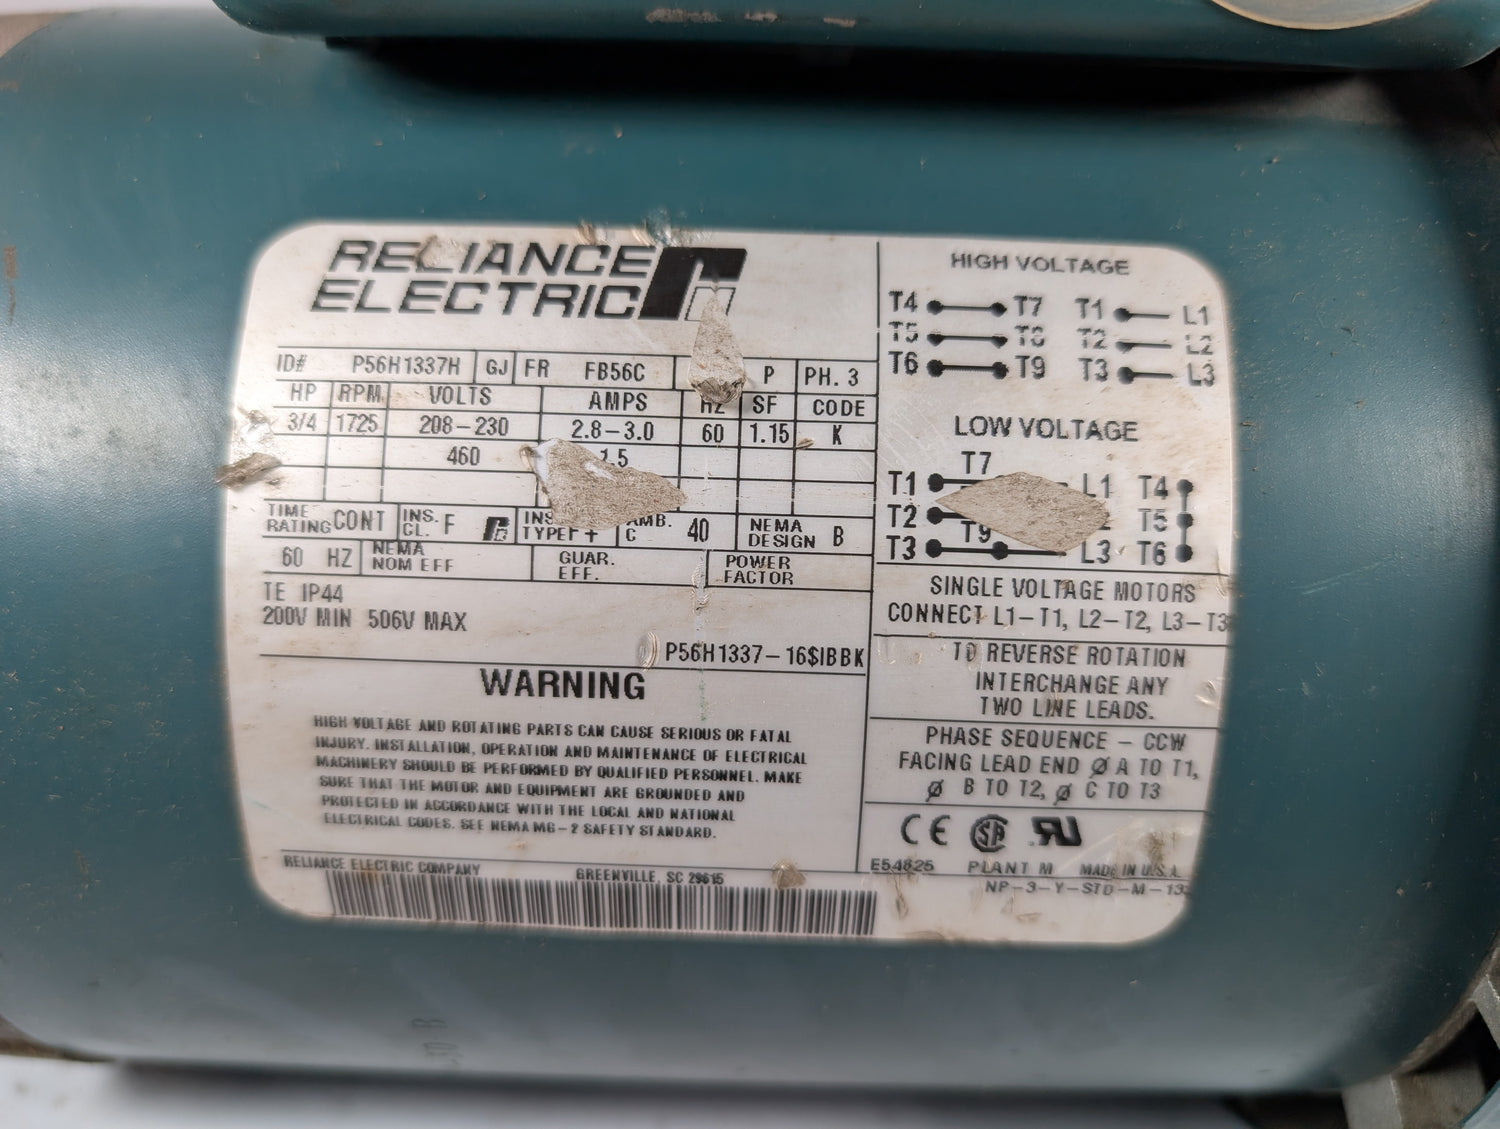 RELIANCE
ELECTRIC
ID# P56H1337H GJ FR FB56C P PH. 3
HP RPM VOLTS AMPS HZ SF CODE
3/4 1725 208-230 2.8-3.0 60 1.15 K
460 1.5
TIME RATING CONT INS. CL. F INS TYPE F+ AMB. C 40 NEMA DESIGN B
60 HZ NEMA NOM EFF GUAR. EFF. POWER FACTOR
TE IP44
200V MIN 506V MAX
P56H1337-16$IBBK
WARNING
HIGH VOLTAGE AND ROTATING PARTS CAN CAUSE SERIOUS OR FATAL
INJURY. INSTALLATION, OPERATION AND MAINTENANCE OF ELECTRICAL
MACHINERY SHOULD BE PERFORMED BY QUALIFIED PERSONNEL. MAKE
SURE THAT THE MOTOR AND EQUIPMENT ARE GROUNDED AND
PROTECTED IN ACCORDANCE WITH THE LOCAL AND NATIONAL
ELECTRICAL CODES. SEE NEMA MG-2 SAFETY STANDARD.
RELIANCE ELECTRIC COMPANY GREENVILLE, SC 29615
HIGH VOLTAGE
T4 T7 T1 L1
T5 T8 T2 L2
T6 T9 T3 L3
LOW VOLTAGE
T7
T1 L1 T4
T2 T5
T9
T3 L3 T6
SINGLE VOLTAGE MOTORS
CONNECT L1-T1, L2-T2, L3-T3
TO REVERSE ROTATION
INTERCHANGE ANY
TWO LINE LEADS.
PHASE SEQUENCE - CCW
FACING LEAD END Ø A TO T1,
Ø B TO T2, Ø C TO T3
CE SA RU
E54825 PLANT M MADE IN U.S.A.
NP-3-Y-STD-M-13